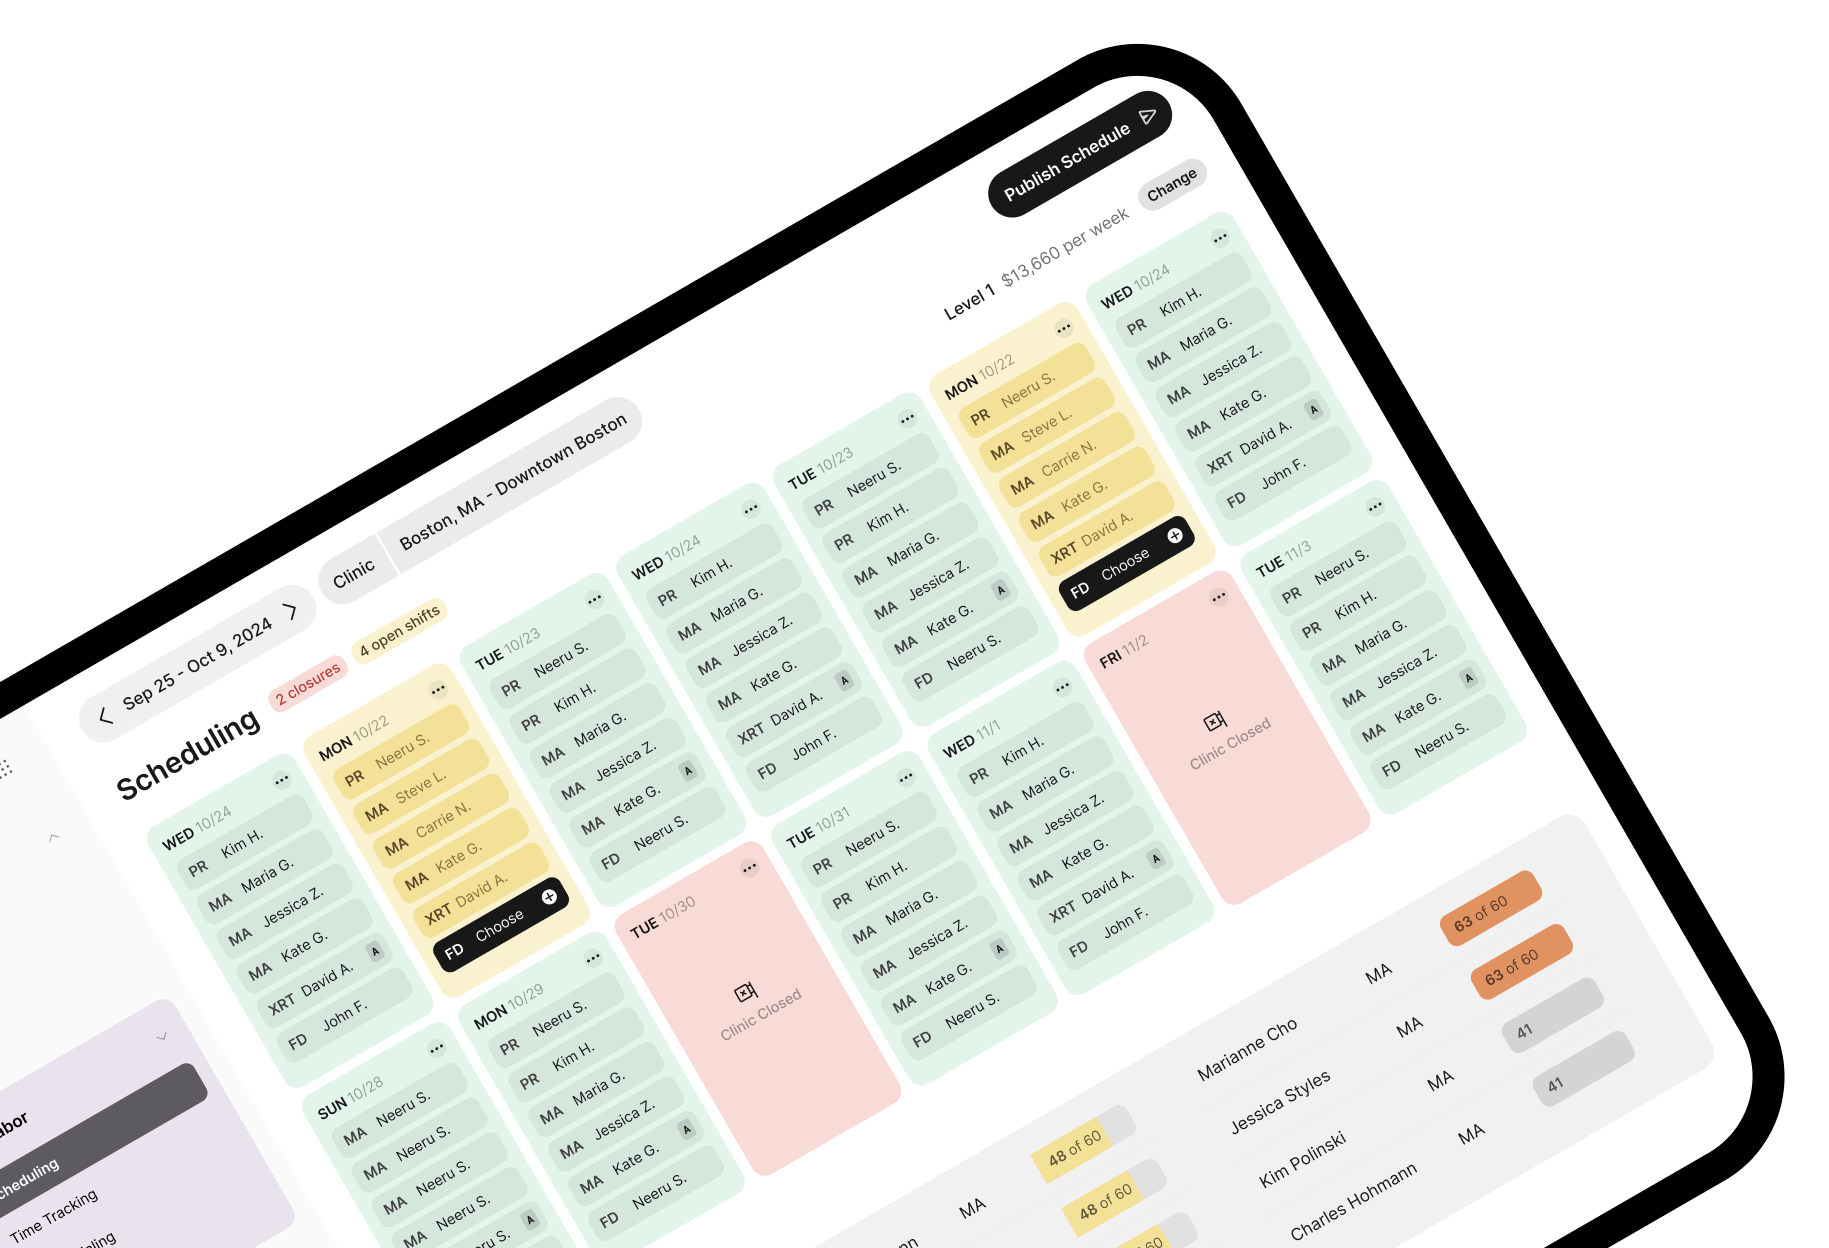 Publish Schedule
Level 1 $13,660 per week Change
Sep 25 - Oct 9, 2024
Clinic Boston, MA - Downtown Boston
Scheduling 2 closures 4 open shifts
WED 10/24
PR Kim H.
MA Maria G.
MA Jessica Z.
MA Kate G.
XRT David A. A
FD John F.
MON 10/22
PR Neeru S.
MA Steve L.
MA Carrie N.
MA Kate G.
XRT David A.
FD Choose
TUE 10/23
PR Neeru S.
PR Kim H.
MA Maria G.
MA Jessica Z.
MA Kate G. A
FD Neeru S.
WED 10/24
PR Kim H.
MA Maria G.
MA Jessica Z.
MA Kate G.
XRT David A. A
FD John F.
TUE 10/23
PR Neeru S.
PR Kim H.
MA Maria G.
MA Jessica Z.
MA Kate G. A
FD Neeru S.
MON 10/22
PR Neeru S.
MA Steve L.
MA Carrie N.
MA Kate G.
XRT David A.
FD Choose
WED 10/24
PR Kim H.
MA Maria G.
MA Jessica Z.
MA Kate G.
XRT David A. A
FD John F.
SUN 10/28
MA Neeru S.
MA Neeru S.
MA Neeru S.
MA Neeru S.
MA S. A
MON 10/29
PR Neeru S.
PR Kim H.
MA Maria G.
MA Jessica Z.
MA Kate G. A
FD Neeru S.
TUE 10/30
Clinic Closed
TUE 10/31
PR Neeru S.
PR Kim H.
MA Maria G.
MA Jessica Z.
MA Kate G. A
FD Neeru S.
WED 11/1
PR Kim H.
MA Maria G.
MA Jessica Z.
MA Kate G.
XRT David A. A
FD John F.
FRI 11/2
Clinic Closed
TUE 11/3
PR Neeru S.
PR Kim H.
MA Maria G.
MA Jessica Z.
MA Kate G. A
FD Neeru S.
Time Tracking
MA 48 of 60
48 of 60
60
Marianne Cho MA 63 of 60
Jessica Styles MA 63 of 60
Kim Polinski MA 41
Charles Hohmann MA 41